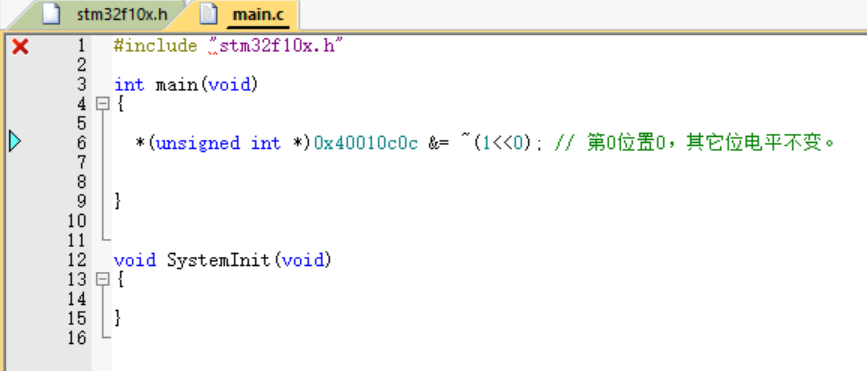 stm32f10x.h main.c
1 #include "stm32f10x.h"
2
3 int main(void)
4 {
5
6 *(unsigned int *)0x40010c0c &= ~(1<<0); // 第0位置0，其它位电平不变。
7
8
9 }
10
11
12 void SystemInit(void)
13 {
14
15 }
16